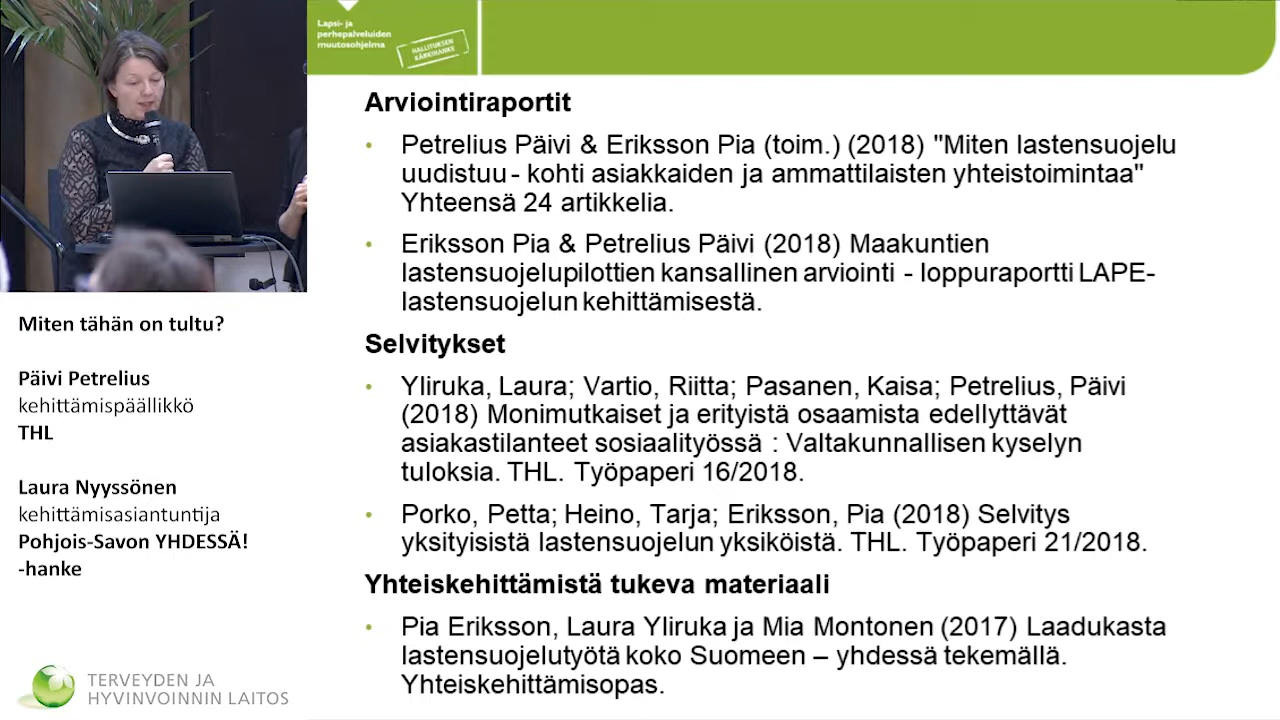 Lapsi- ja
perhepalveluiden
muutosohjelma
HALLITUKSEN
KÄRKIHANKE
Arviointiraportit
• Petrelius Päivi & Eriksson Pia (toim.) (2018) "Miten lastensuojelu
uudistuu - kohti asiakkaiden ja ammattilaisten yhteistoimintaa"
Yhteensä 24 artikkelia.
• Eriksson Pia & Petrelius Päivi (2018) Maakuntien
lastensuojelupilottien kansallinen arviointi - loppuraportti LAPE-
lastensuojelun kehittämisestä.
Selvitykset
• Yliruka, Laura; Vartio, Riitta; Pasanen, Kaisa; Petrelius, Päivi
(2018) Monimutkaiset ja erityistä osaamista edellyttävät
asiakastilanteet sosiaalityössä : Valtakunnallisen kyselyn
tuloksia. THL. Työpaperi 16/2018.
• Porko, Petta; Heino, Tarja; Eriksson, Pia (2018) Selvitys
yksityisistä lastensuojelun yksiköistä. THL. Työpaperi 21/2018.
Yhteiskehittämistä tukeva materiaali
• Pia Eriksson, Laura Yliruka ja Mia Montonen (2017) Laadukasta
lastensuojelutyötä koko Suomeen – yhdessä tekemällä.
Yhteiskehittämisopas.
Miten tähän on tultu?
Päivi Petrelius
kehittämispäällikkö
THL
Laura Nyyssönen
kehittämisasiantuntija
Pohjois-Savon YHDESSÄ!
-hanke
TERVEYDEN JA
HYVINVOINNIN LAITOS